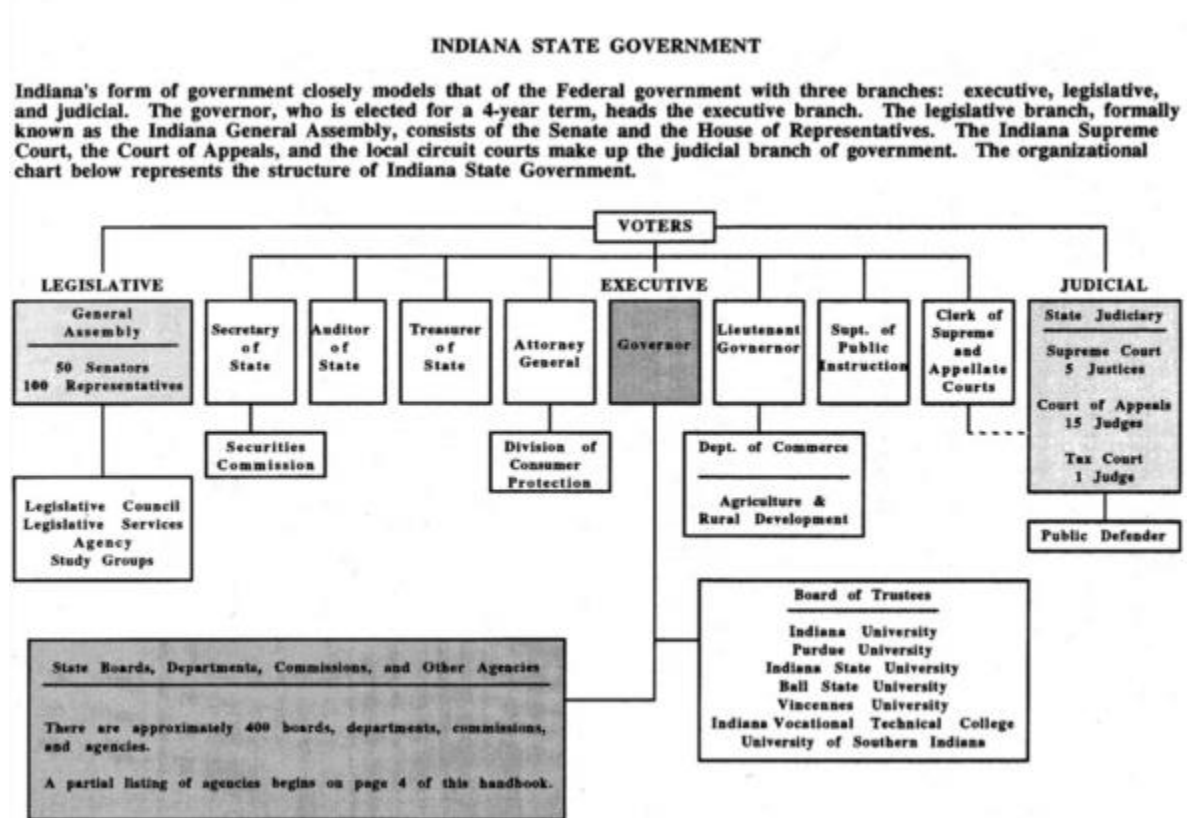 INDIANA STATE GOVERNMENT
Indiana's form of government closely models that of the Federal government with three branches: executive, legislative,
and judicial. The governor, who is elected for a 4-year term, heads the executive branch. The legislative branch, formally
known as the Indiana General Assembly, consists of the Senate and the House of Representatives. The Indiana Supreme
Court, the Court of Appeals, and the local circuit courts make up the judicial branch of government. The organizational
chart below represents the structure of Indiana State Government.
VOTERS
LEGISLATIVE
General
Assembly
50 Senators
100 Representatives
Legislative Council
Legislative Services
Agency
Study Groups
EXECUTIVE
Secretary
of
State
Securities
Commission
Auditor
of
State
Treasurer
of
State
Attorney
General
Division of
Consumer
Protection
Governor
Lieutenant
Govnernor
Dept. of Commerce
Agriculture &
Rural Development
Supt. of
Public
Instruction
Clerk of
Supreme
and
Appellate
Courts
JUDICIAL
State Judiciary
Supreme Court
5 Justices
Court of Appeals
15 Judges
Tax Court
1 Judge
Public Defender
State Boards, Departments, Commissions, and Other Agencies
There are approximately 400 boards, departments, commissions,
and agencies.
A partial listing of agencies begins on page 4 of this handbook.
Board of Trustees
Indiana University
Purdue University
Indiana State University
Ball State University
Vincennes University
Indiana Vocational Technical College
University of Southern Indiana